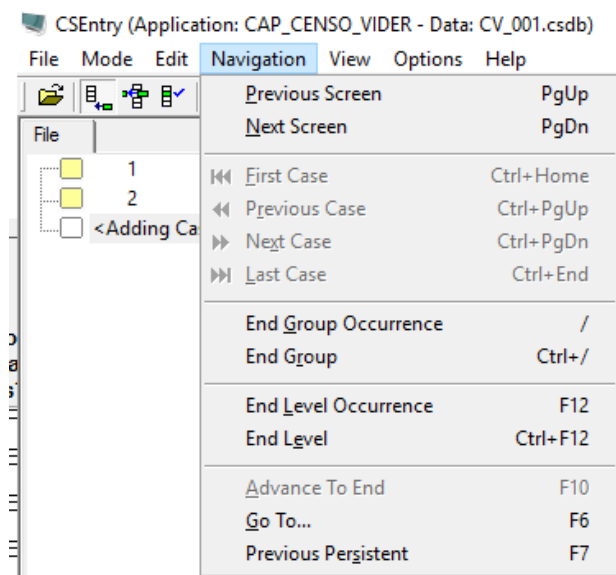 CSEntry (Application: CAP_CENSO_VIDER - Data: CV_001.csdb)
File Mode Edit Navigation View Options Help
Previous Screen PgUp
Next Screen PgDn
File
1
2
<Adding Ca
First Case Ctrl+Home
Previous Case Ctrl+PgUp
Next Case Ctrl+PgDn
Last Case Ctrl+End
End Group Occurrence /
End Group Ctrl+/
End Level Occurrence F12
End Level Ctrl+F12
Advance To End F10
Go To... F6
Previous Persistent F7